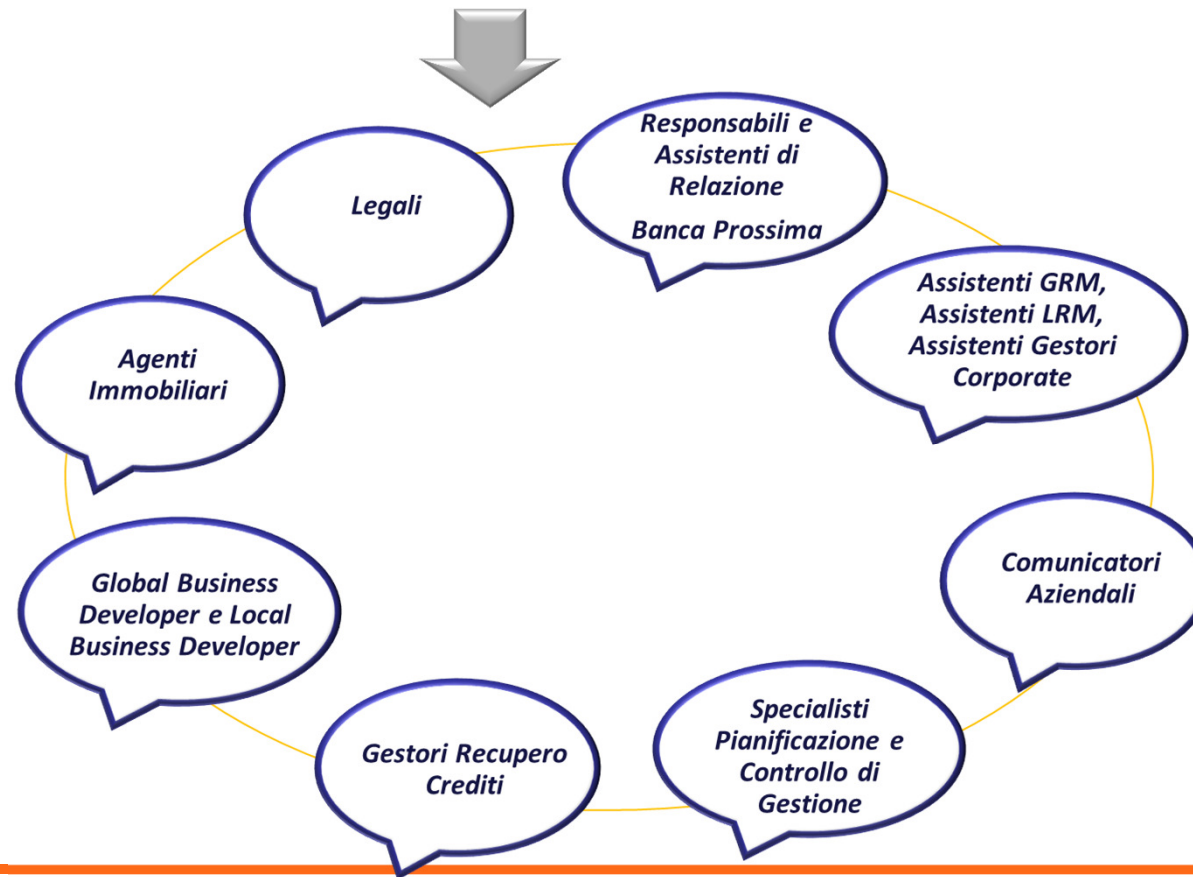 Responsabili e
Assistenti di
Relazione
Banca Prossima
Legali
Assistenti GRM,
Assistenti LRM,
Assistenti Gestori
Corporate
Agenti
Immobiliari
Comunicatori
Aziendali
Global Business
Developer e Local
Business Developer
Specialisti
Pianificazione e
Controllo di
Gestione
Gestori Recupero
Crediti